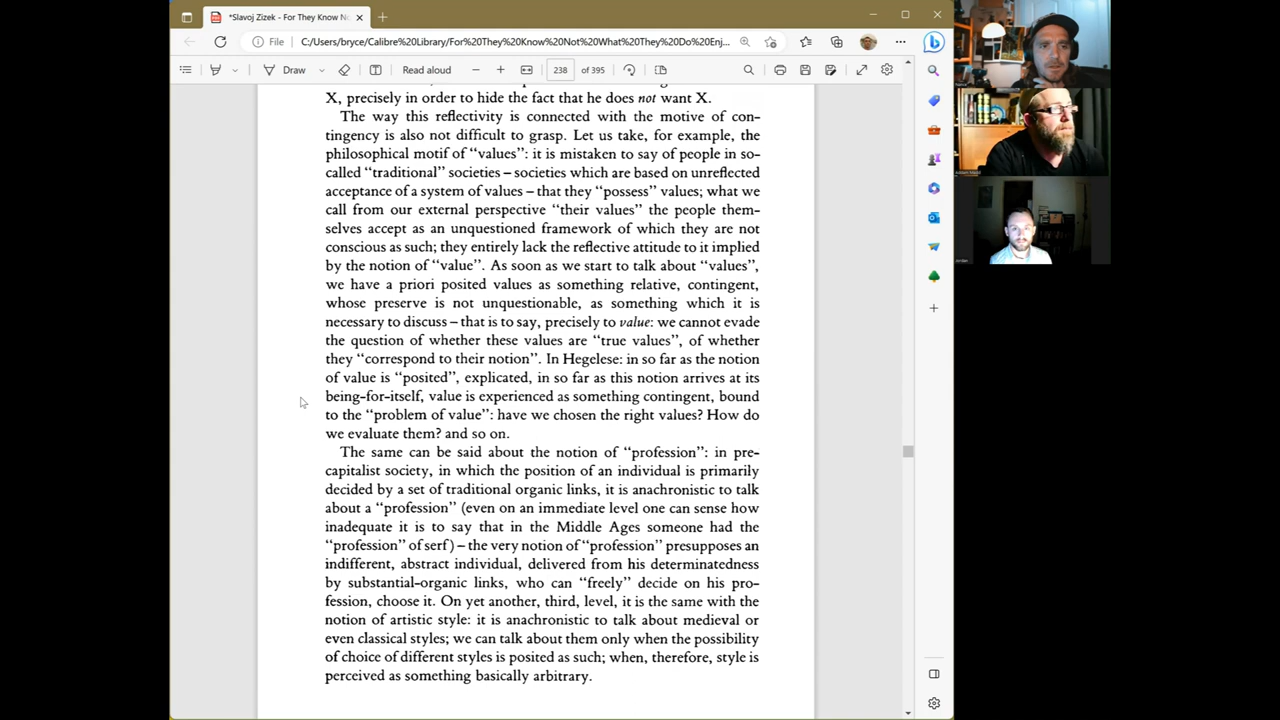 *Slavoj Zizek - For They Know No
File
C:/Users/bryce/Calibre%20Library/For%20They%20Know%20Not%20What%20They%20Do%20Enj...
Draw
Read aloud
238
of 395
X, precisely in order to hide the fact that he does not want X.
The way this reflectivity is connected with the motive of con-
tingency is also not difficult to grasp. Let us take, for example, the
philosophical motif of “values”: it is mistaken to say of people in so-
called “traditional” societies – societies which are based on unreflected
acceptance of a system of values – that they “possess” values; what we
call from our external perspective “their values” the people them-
selves accept as an unquestioned framework of which they are not
conscious as such; they entirely lack the reflective attitude to it implied
by the notion of “value”. As soon as we start to talk about “values”,
we have a priori posited values as something relative, contingent,
whose preserve is not unquestionable, as something which it is
necessary to discuss – that is to say, precisely to value: we cannot evade
the question of whether these values are “true values”, of whether
they “correspond to their notion”. In Hegelese: in so far as the notion
of value is “posited”, explicated, in so far as this notion arrives at its
being-for-itself, value is experienced as something contingent, bound
to the “problem of value”: have we chosen the right values? How do
we evaluate them? and so on.
The same can be said about the notion of “profession”: in pre-
capitalist society, in which the position of an individual is primarily
decided by a set of traditional organic links, it is anachronistic to talk
about a “profession” (even on an immediate level one can sense how
inadequate it is to say that in the Middle Ages someone had the
“profession” of serf) – the very notion of “profession” presupposes an
indifferent, abstract individual, delivered from his determinatedness
by substantial-organic links, who can “freely” decide on his pro-
fession, choose it. On yet another, third, level, it is the same with the
notion of artistic style: it is anachronistic to talk about medieval or
even classical styles; we can talk about them only when the possibility
of choice of different styles is posited as such; when, therefore, style is
perceived as something basically arbitrary.